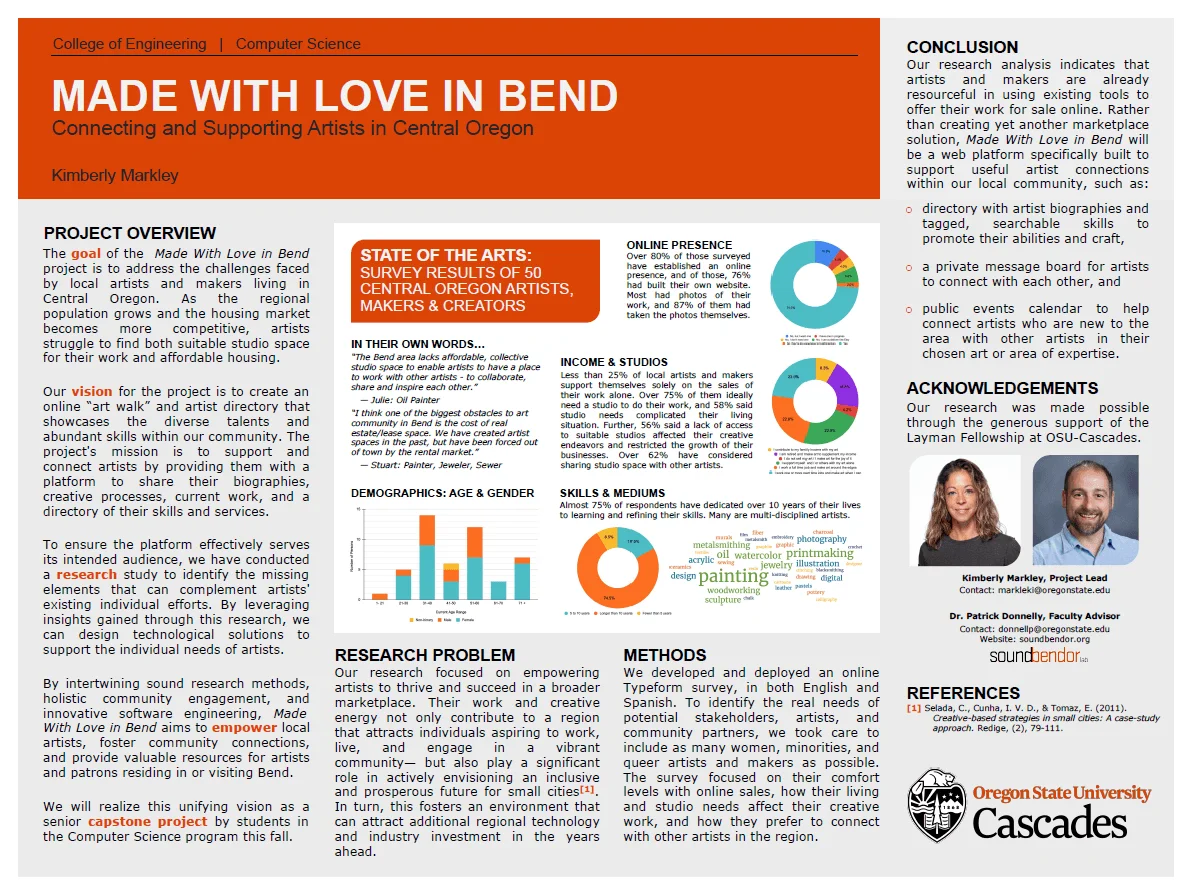 College of Engineering | Computer Science
MADE WITH LOVE IN BEND
Connecting and Supporting Artists in Central Oregon
Kimberly Markley
PROJECT OVERVIEW
The goal of the Made With Love in Bend
project is to address the challenges faced
by local artists and makers living in
Central Oregon. As the regional
population grows and the housing market
becomes more competitive, artists
struggle to find both suitable studio space
for their work and affordable housing.
Our vision for the project is to create an
online “art walk” and artist directory that
showcases the diverse talents and
abundant skills within our community. The
project's mission is to support and
connect artists by providing them with a
platform to share their biographies,
creative processes, current work, and a
directory of their skills and services.
To ensure the platform effectively serves
its intended audience, we have conducted
a research study to identify the missing
elements that can complement artists'
existing individual efforts. By leveraging
insights gained through this research, we
can design technological solutions to
support the individual needs of artists.
By intertwining sound research methods,
holistic community engagement, and
innovative software engineering, Made
With Love in Bend aims to empower local
artists, foster community connections,
and provide valuable resources for artists
and patrons residing in or visiting Bend.
We will realize this unifying vision as a
senior capstone project by students in
the Computer Science program this fall.
STATE OF THE ARTS:
SURVEY RESULTS OF 50
CENTRAL OREGON ARTISTS,
MAKERS & CREATORS
IN THEIR OWN WORDS...
“The Bend area lacks affordable, collective
studio space to enable artists to have a place
to work with other artists - to collaborate,
share and inspire each other.”
— Julie: Oil Painter
“I think one of the biggest obstacles to art
community in Bend is the cost of real
estate/lease space. We have created artist
spaces in the past, but have been forced out
of town by the rental market.”
— Stuart: Painter, Jeweler, Sewer
DEMOGRAPHICS: AGE & GENDER
Number of People
Current Age Range
Non-binary Male Female
ONLINE PRESENCE
Over 80% of those surveyed
have established an online
presence, and of those, 76%
had built their own website.
Most had photos of their
work, and 87% of them had
taken the photos themselves.
INCOME & STUDIOS
Less than 25% of local artists and makers
support themselves solely on the sales of
their work alone. Over 75% of them ideally
need a studio to do their work, and 58% said
studio needs complicated their living
situation. Further, 56% said a lack of access
to suitable studios affected their creative
endeavors and restricted the growth of their
businesses. Over 62% have considered
sharing studio space with other artists.
SKILLS & MEDIUMS
Almost 75% of respondents have dedicated over 10 years of their lives
to learning and refining their skills. Many are multi-disciplined artists.
5 to 10 years Longer than 10 years Fewer than 5 years
murals film fiber embroidery charcoal
metalsmithing graphic photography
oil watercolor printmaking crochet
acrylic sewing jewelry illustration
ceramics design painting knitting drawing digital
woodworking leather pastels
sculpture chalk pottery
RESEARCH PROBLEM
Our research focused on empowering
artists to thrive and succeed in a broader
marketplace. Their work and creative
energy not only contribute to a region
that attracts individuals aspiring to work,
live, and engage in a vibrant
community— but also play a significant
role in actively envisioning an inclusive
and prosperous future for small cities[1].
In turn, this fosters an environment that
can attract additional regional technology
and industry investment in the years
ahead.
METHODS
We developed and deployed an online
Typeform survey, in both English and
Spanish. To identify the real needs of
potential stakeholders, artists, and
community partners, we took care to
include as many women, minorities, and
queer artists and makers as possible.
The survey focused on their comfort
levels with online sales, how their living
and studio needs affect their creative
work, and how they prefer to connect
with other artists in the region.
CONCLUSION
Our research analysis indicates that
artists and makers are already
resourceful in using existing tools to
offer their work for sale online. Rather
than creating yet another marketplace
solution, Made With Love in Bend will
be a web platform specifically built to
support useful artist connections
within our local community, such as:
directory with artist biographies and
tagged, searchable skills to
promote their abilities and craft,
a private message board for artists
to connect with each other, and
public events calendar to help
connect artists who are new to the
area with other artists in their
chosen art or area of expertise.
ACKNOWLEDGEMENTS
Our research was made possible
through the generous support of the
Layman Fellowship at OSU-Cascades.
Kimberly Markley, Project Lead
Contact: markleki@oregonstate.edu
Dr. Patrick Donnelly, Faculty Advisor
Contact: donnellp@oregonstate.edu
Website: soundbendor.org
soundbendor lab
REFERENCES
[1] Selada, C., Cunha, I. V. D., & Tomaz, E. (2011).
Creative-based strategies in small cities: A case-study
approach. Redige, (2), 79-111.
Oregon State University
Cascades